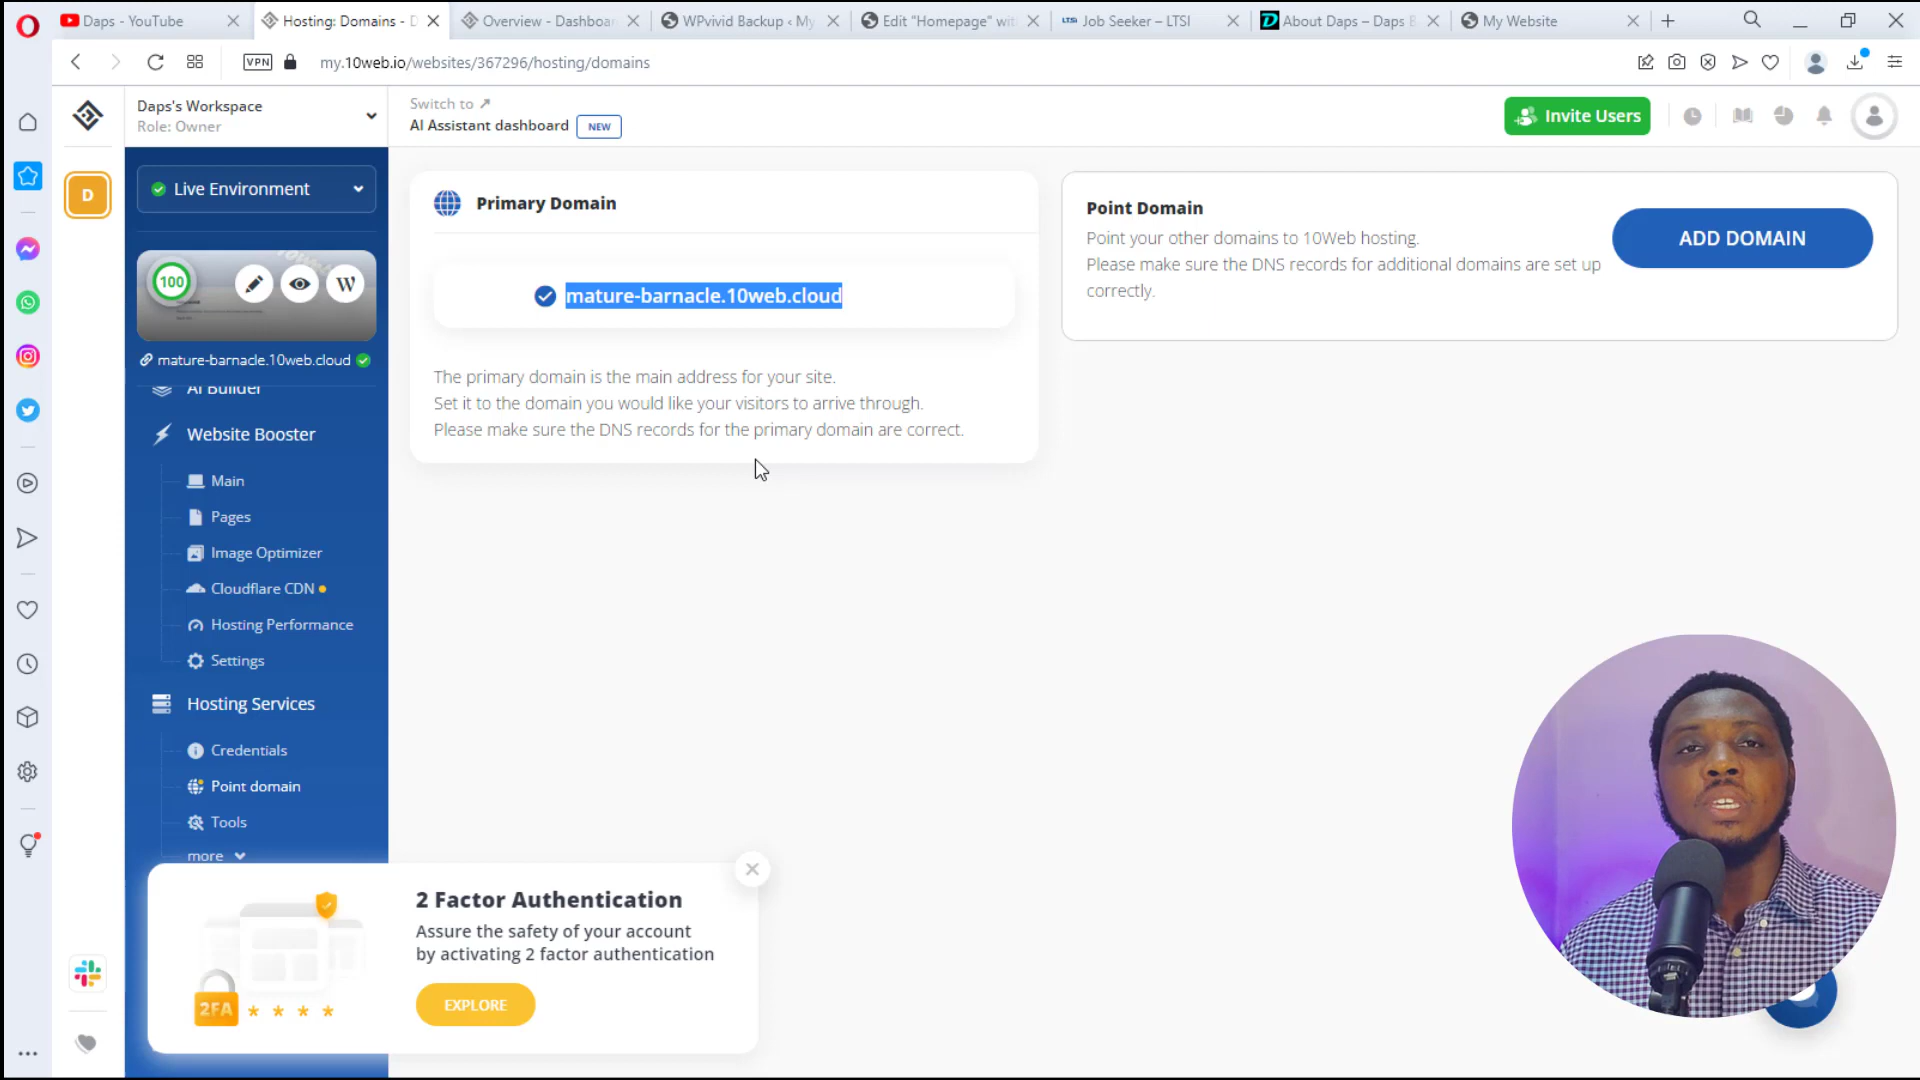 Daps - YouTube
Hosting: Domains - D
Overview - Dashboar
WPvivid Backup ‹ My
Edit "Homepage" wit
LTSI Job Seeker – LTSI
D About Daps – Daps B
My Website
VPN
my.10web.io/websites/367296/hosting/domains
Daps's Workspace
Role: Owner
Switch to
AI Assistant dashboard NEW
Invite Users
D
Live Environment
100
W
mature-barnacle.10web.cloud
AI Builder
Website Booster
Main
Pages
Image Optimizer
Cloudflare CDN
Hosting Performance
Settings
Hosting Services
Credentials
Point domain
Tools
more
Primary Domain
mature-barnacle.10web.cloud
The primary domain is the main address for your site.
Set it to the domain you would like your visitors to arrive through.
Please make sure the DNS records for the primary domain are correct.
Point Domain
Point your other domains to 10Web hosting.
Please make sure the DNS records for additional domains are set up
correctly.
ADD DOMAIN
2 Factor Authentication
Assure the safety of your account
by activating 2 factor authentication
EXPLORE
2FA